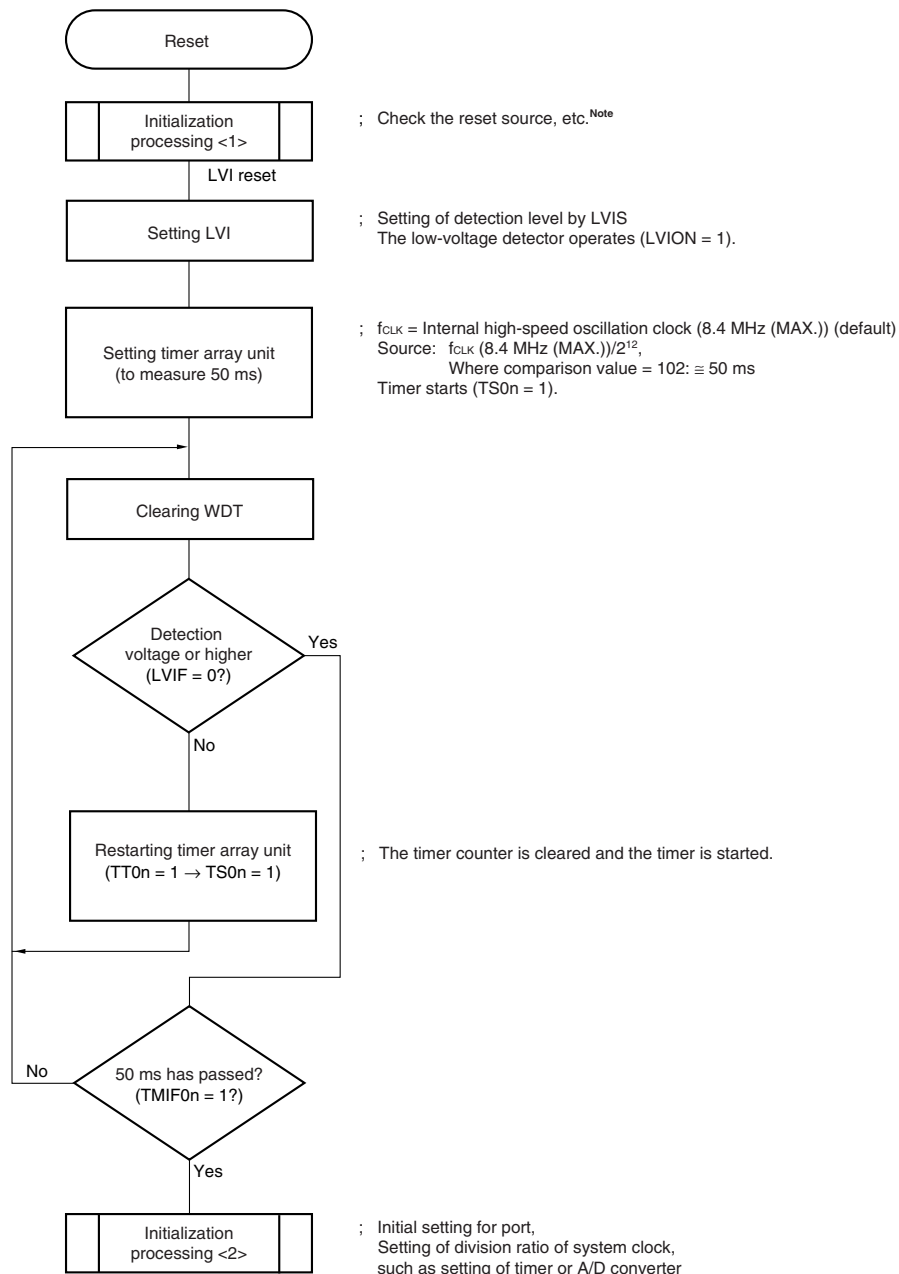 Reset
Initialization
processing <1>
; Check the reset source, etc.Note
LVI reset
Setting LVI
; Setting of detection level by LVIS
The low-voltage detector operates (LVION = 1).
Setting timer array unit
(to measure 50 ms)
; fCLK = Internal high-speed oscillation clock (8.4 MHz (MAX.)) (default)
Source: fCLK (8.4 MHz (MAX.))/2¹²,
Where comparison value = 102: ≅ 50 ms
Timer starts (TS0n = 1).
Clearing WDT
Detection
voltage or higher
(LVIF = 0?)
Yes
No
Restarting timer array unit
(TT0n = 1 → TS0n = 1)
; The timer counter is cleared and the timer is started.
50 ms has passed?
(TMIF0n = 1?)
No
Yes
Initialization
processing <2>
; Initial setting for port,
Setting of division ratio of system clock,
such as setting of timer or A/D converter